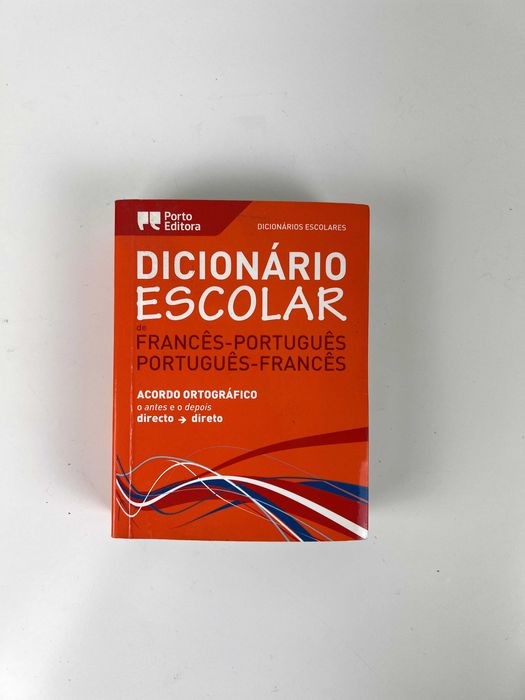 Porto
Editora
DICIONÁRIOS ESCOLARES
DICIONÁRIO
ESCOLAR
de
FRANCÊS-PORTUGUÊS
PORTUGUÊS-FRANCÊS
ACORDO ORTOGRÁFICO
o antes e o depois
directo → direto